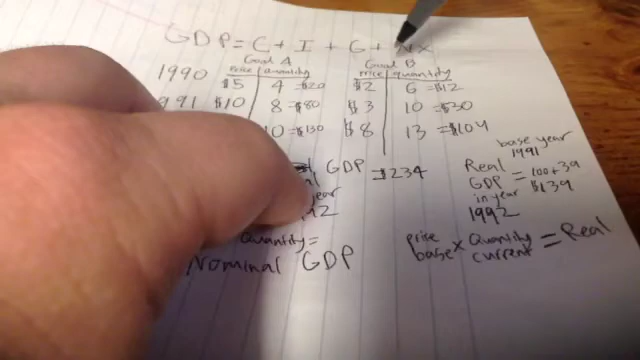 GDP = C + I + G + Nx
Good A Good B
Price Quantity Price quantity
1990 $5 4 = $20 $2 6 = $12
991 $10 8 = $80 $3 10 = $30
10 = $130 $8 13 = $104
GDP = $234
year
992
base year
1991
Real
GDP = 100 + 39
in year $139
1992
Quantity =
Nominal GDP
price
base × Quantity
current = Real